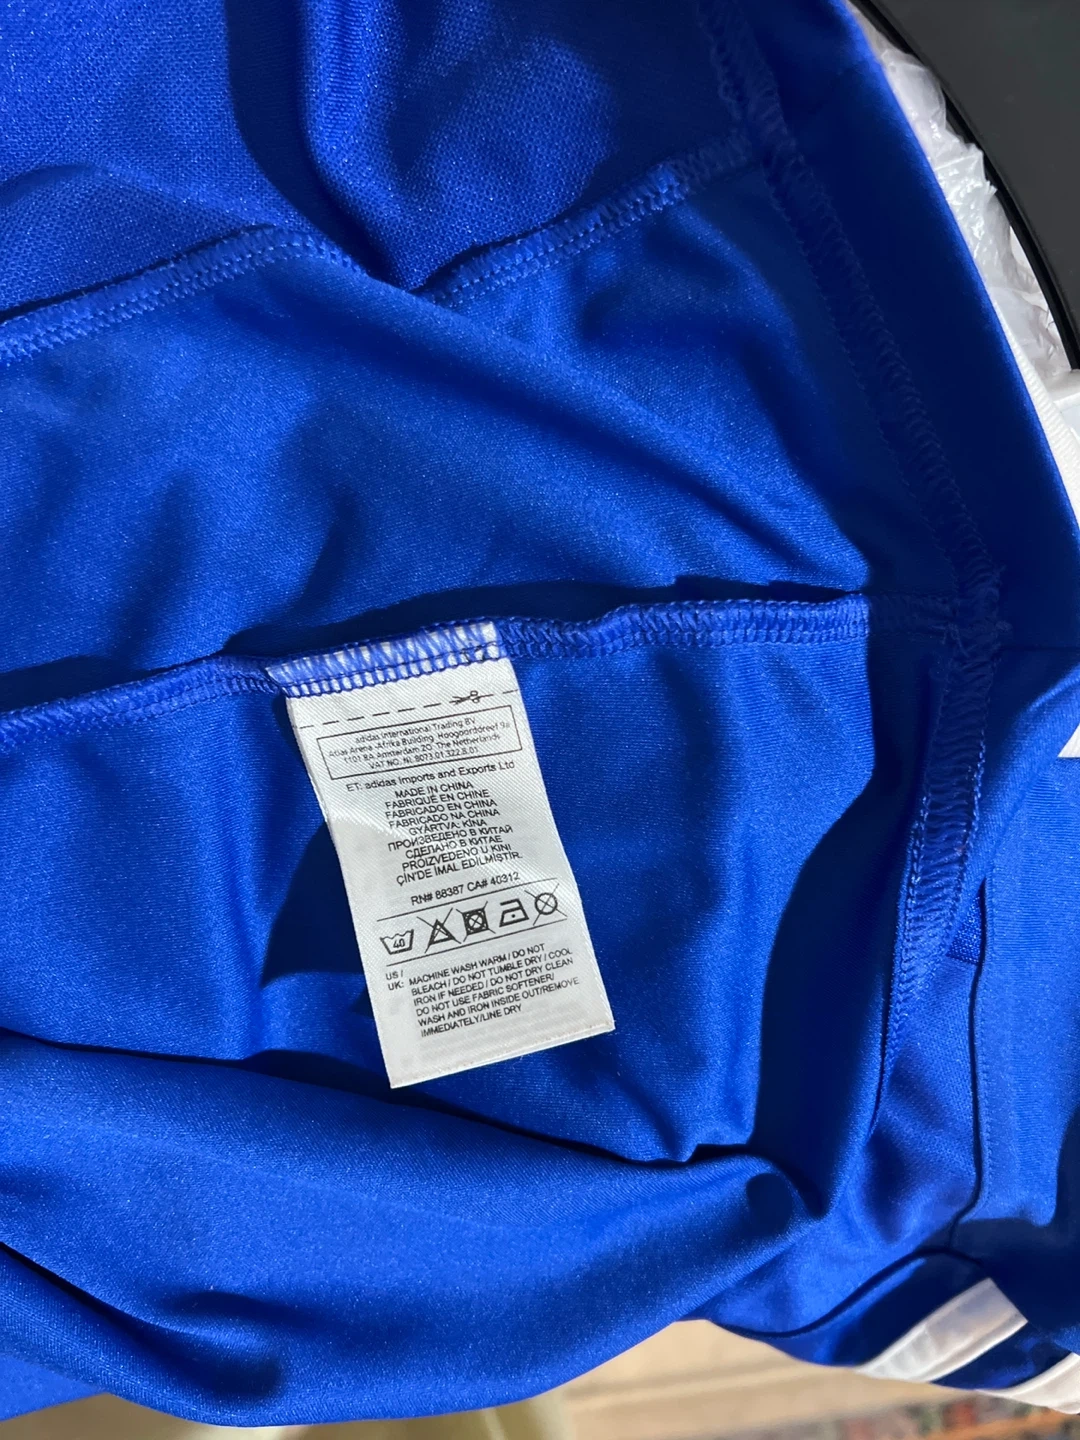 adidas International Trading BV
Atlas Arena -Afrika Building Hoogoorddreef 9a
1101 BA Amsterdam ZO The Netherlands
VAT NO. NL 8073.01.322.B.01
ET: adidas Imports and Exports Ltd
MADE IN CHINA
FABRIQUÉ EN CHINE
FABRICADO EN CHINA
FABRICADO NA CHINA
GYÁRTVA: KÍNA
ПРОИЗВЕДЕНО В КИТАЙ
СДЕЛАНО В КИТАЕ
PROIZVEDENO U KINI
ÇİN'DE İMAL EDİLMİŞTİR.
RN# 88387 CA# 40312
40
US / UK: MACHINE WASH WARM / DO NOT
BLEACH / DO NOT TUMBLE DRY / COOL
IRON IF NEEDED / DO NOT DRY CLEAN
DO NOT USE FABRIC SOFTENER/
WASH AND IRON INSIDE OUT/REMOVE
IMMEDIATELY/LINE DRY